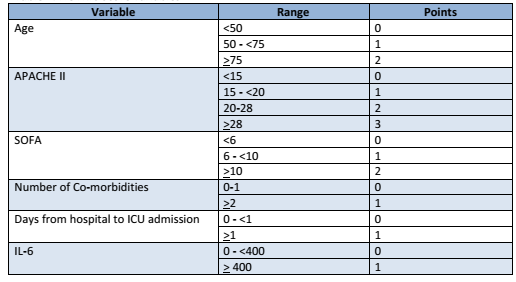 Variable Range Points
Age <50 0
50 - <75 1
≥75 2
APACHE II <15 0
15 - <20 1
20-28 2
≥28 3
SOFA <6 0
6 - <10 1
≥10 2
Number of Co-morbidities 0-1 0
≥2 1
Days from hospital to ICU admission 0 - <1 0
≥1 1
IL-6 0 - <400 0
≥ 400 1